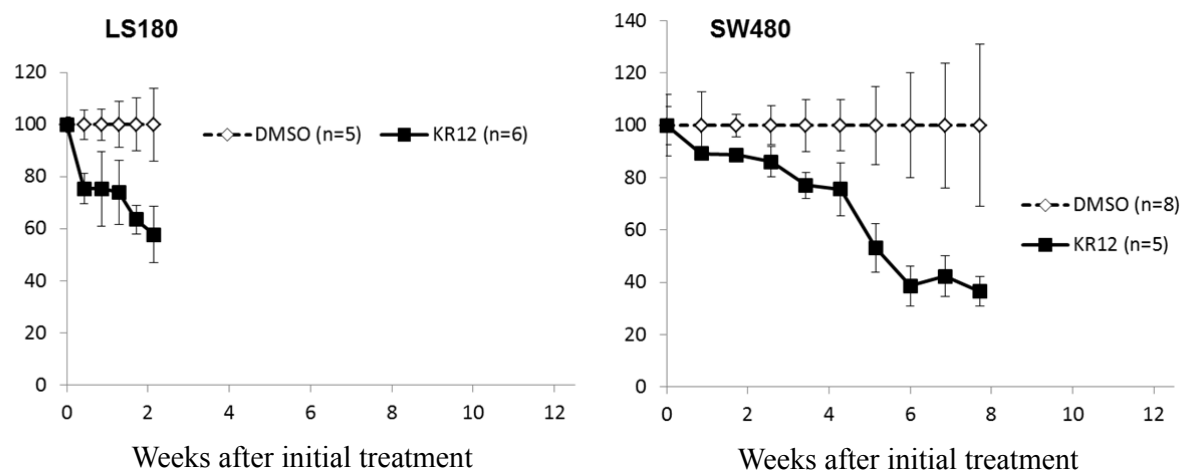 LS180
120
100
80
60
40
20
0
0 2 4 6 8 10 12
DMSO (n=5) KR12 (n=6)
Weeks after initial treatment
SW480
140
120
100
80
60
40
20
0
0 2 4 6 8 10 12
DMSO (n=8)
KR12 (n=5)
Weeks after initial treatment